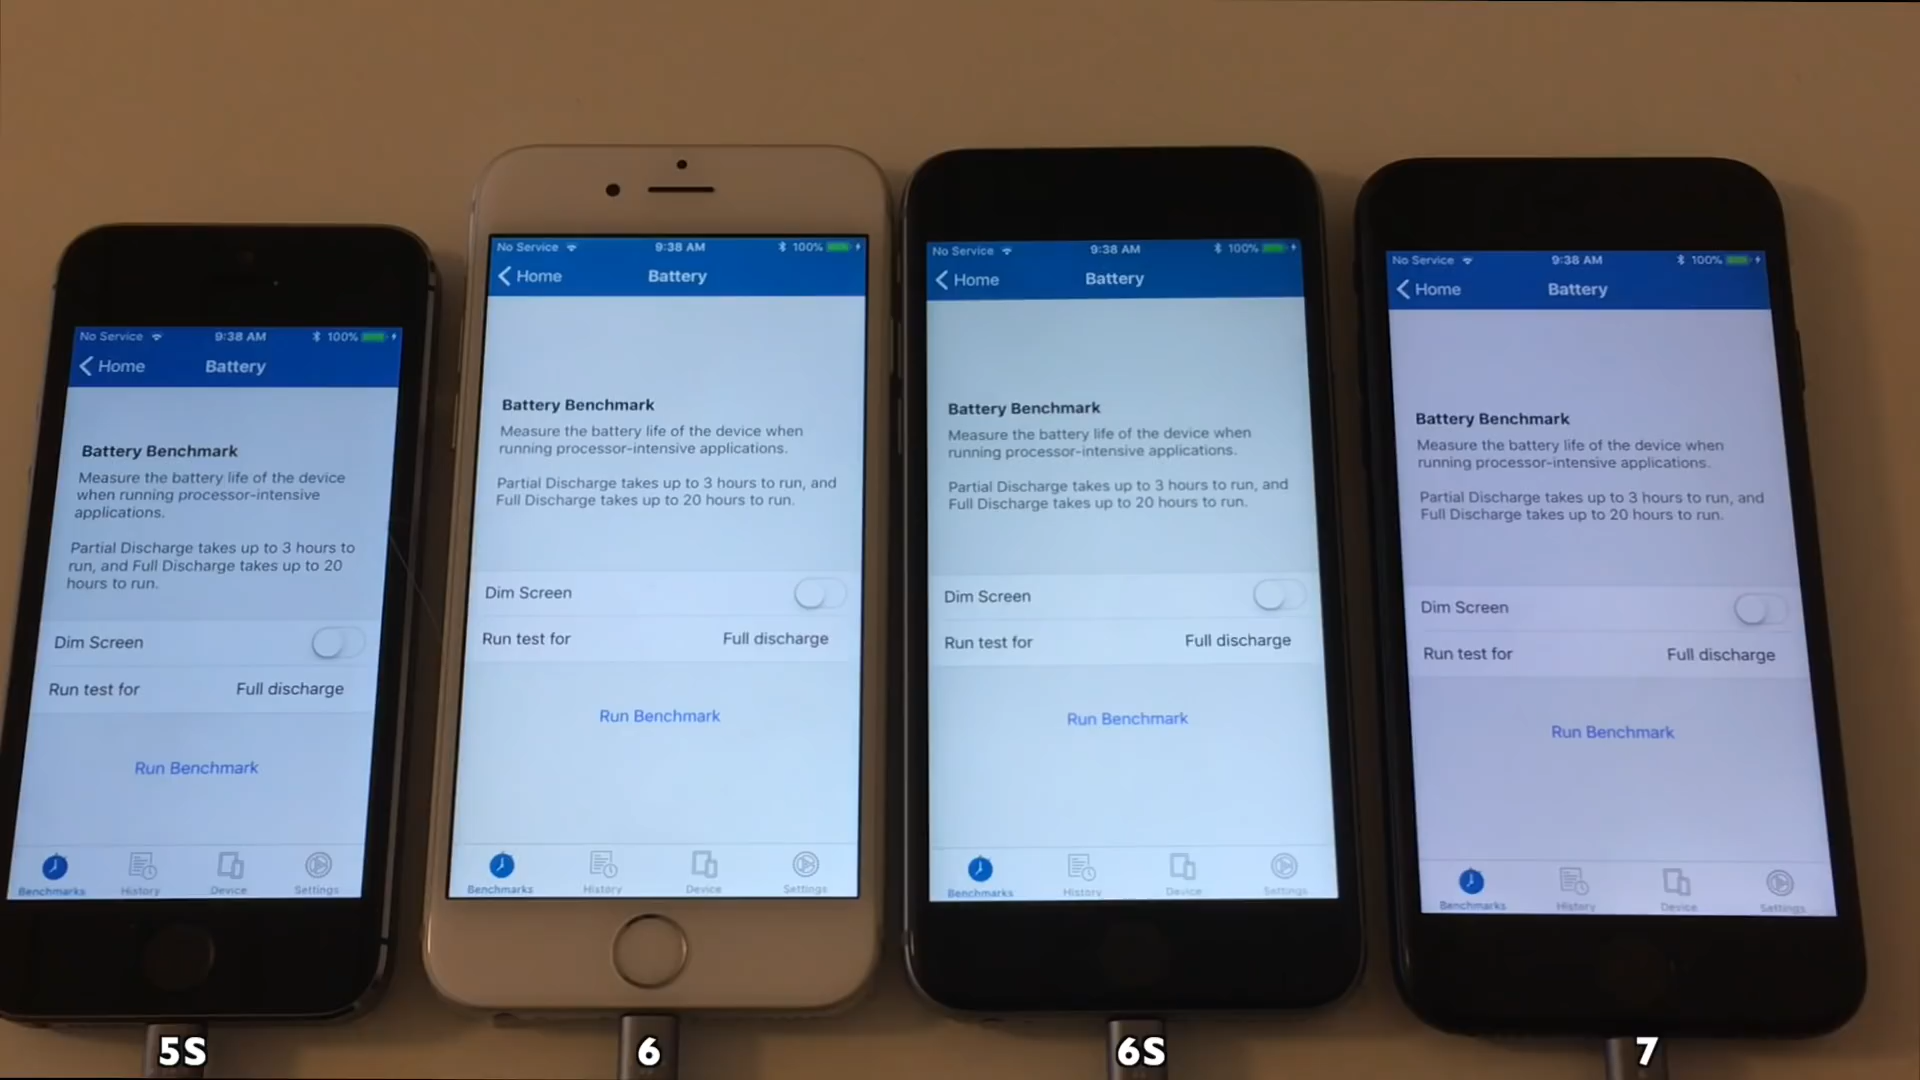 No Service
9:38 AM
100%
Home
Battery
Battery Benchmark
Measure the battery life of the device
when running processor-intensive
applications.
Partial Discharge takes up to 3 hours to
run, and Full Discharge takes up to 20
hours to run.
Dim Screen
Run test for
Full discharge
Run Benchmark
Benchmarks
History
Device
Settings
5S
No Service
9:38 AM
100%
Home
Battery
Battery Benchmark
Measure the battery life of the device when
running processor-intensive applications.
Partial Discharge takes up to 3 hours to run, and
Full Discharge takes up to 20 hours to run.
Dim Screen
Run test for
Full discharge
Run Benchmark
Benchmarks
History
Device
Settings
6
No Service
9:38 AM
100%
Home
Battery
Battery Benchmark
Measure the battery life of the device when
running processor-intensive applications.
Partial Discharge takes up to 3 hours to run, and
Full Discharge takes up to 20 hours to run.
Dim Screen
Run test for
Full discharge
Run Benchmark
Benchmarks
History
Device
Settings
6S
No Service
9:38 AM
100%
Home
Battery
Battery Benchmark
Measure the battery life of the device when
running processor-intensive applications.
Partial Discharge takes up to 3 hours to run, and
Full Discharge takes up to 20 hours to run.
Dim Screen
Run test for
Full discharge
Run Benchmark
Benchmarks
History
Device
Settings
7